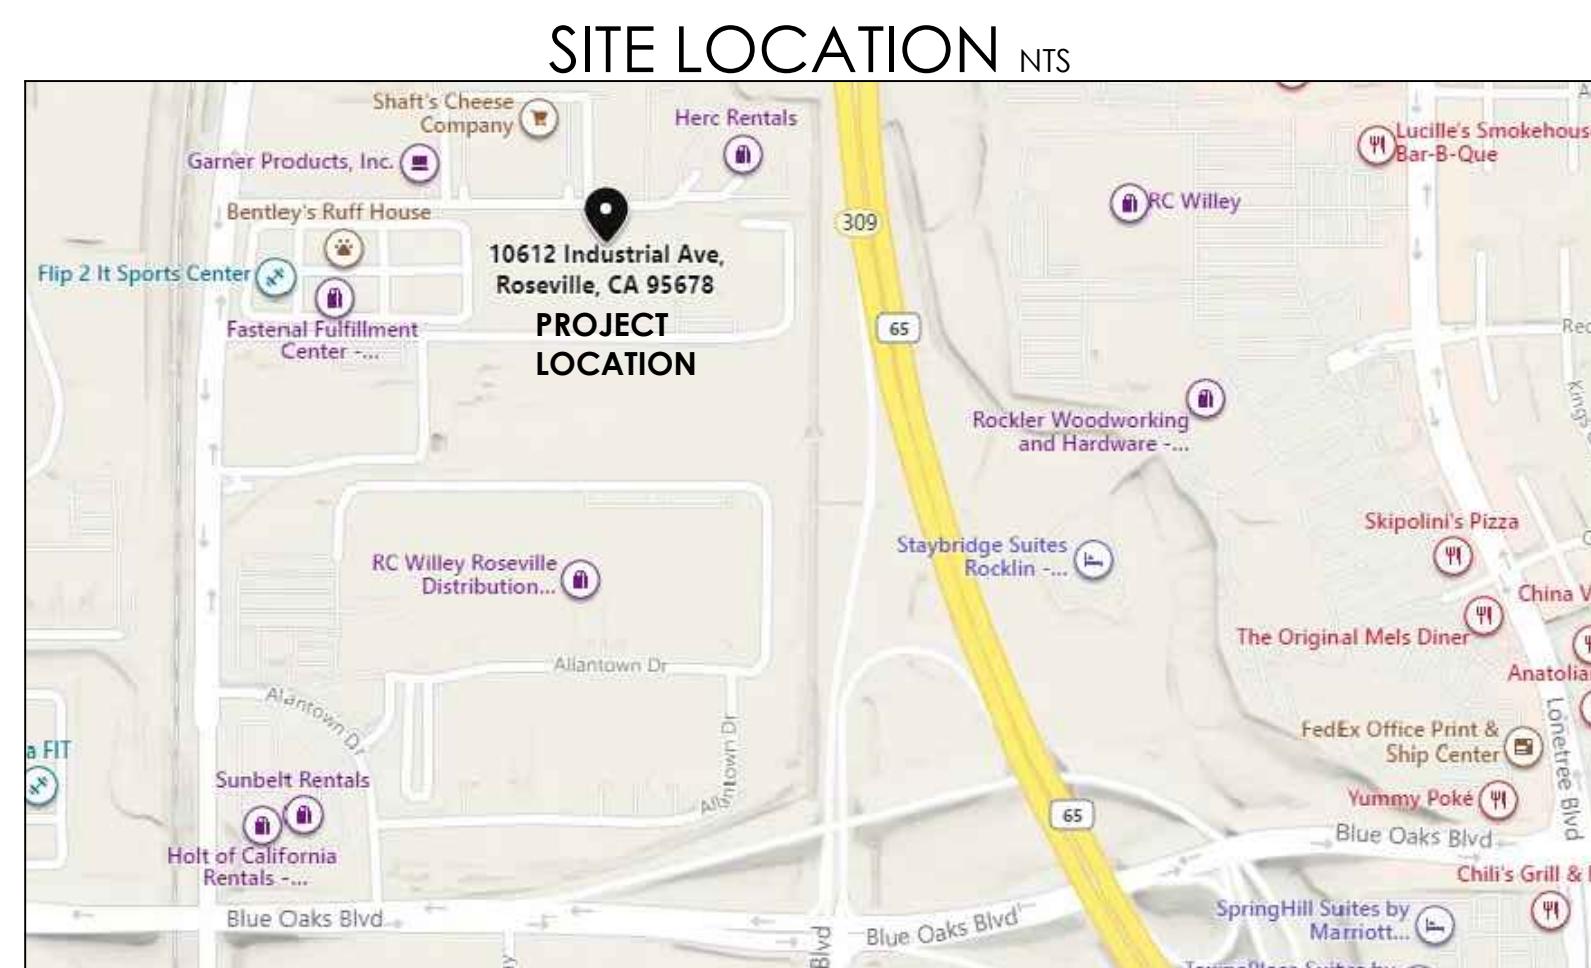 SITE LOCATION NTS
Shaft's Cheese
Company
Herc Rentals
Garner Products, Inc.
Lucille's Smokehous
Bar-B-Que
RC Willey
Bentley's Ruff House
309
10612 Industrial Ave,
Roseville, CA 95678
Flip 2 It Sports Center
PROJECT
LOCATION
Fastenal Fulfillment
Center -...
65
Rockler Woodworking
and Hardware -...
Skipolini's Pizza
Staybridge Suites
Rocklin -...
RC Willey Roseville
Distribution...
China V
The Original Mels Diner
Allantown Dr
Anatolia
Alantown Dr
Allantown Dr
Lonetree Blvd
FedEx Office Print &
Ship Center
a FIT
Sunbelt Rentals
Yummy Poké
65
Blue Oaks Blvd
Holt of California
Rentals -...
Chili's Grill &
Blue Oaks Blvd
Blue Oaks Blvd
Blvd
SpringHill Suites by
Marriott...